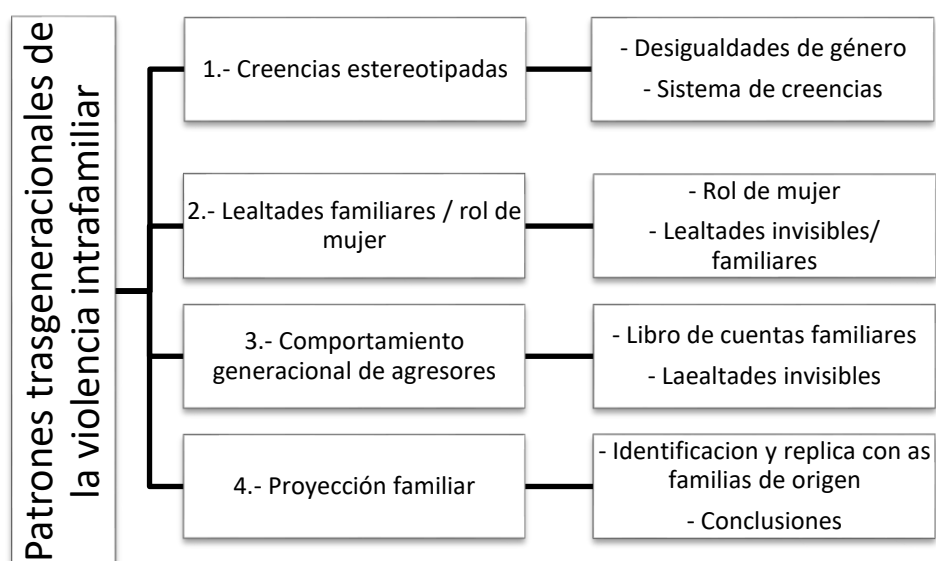 Patrones trasgeneracionales de
la violencia intrafamiliar
1.- Creencias estereotipadas
- Desigualdades de género
- Sistema de creencias
2.- Lealtades familiares / rol de
mujer
- Rol de mujer
- Lealtades invisibles/
familiares
3.- Comportamiento
generacional de agresores
- Libro de cuentas familiares
- Laealtades invisibles
4.- Proyección familiar
- Identificacion y replica con as
familias de origen
- Conclusiones